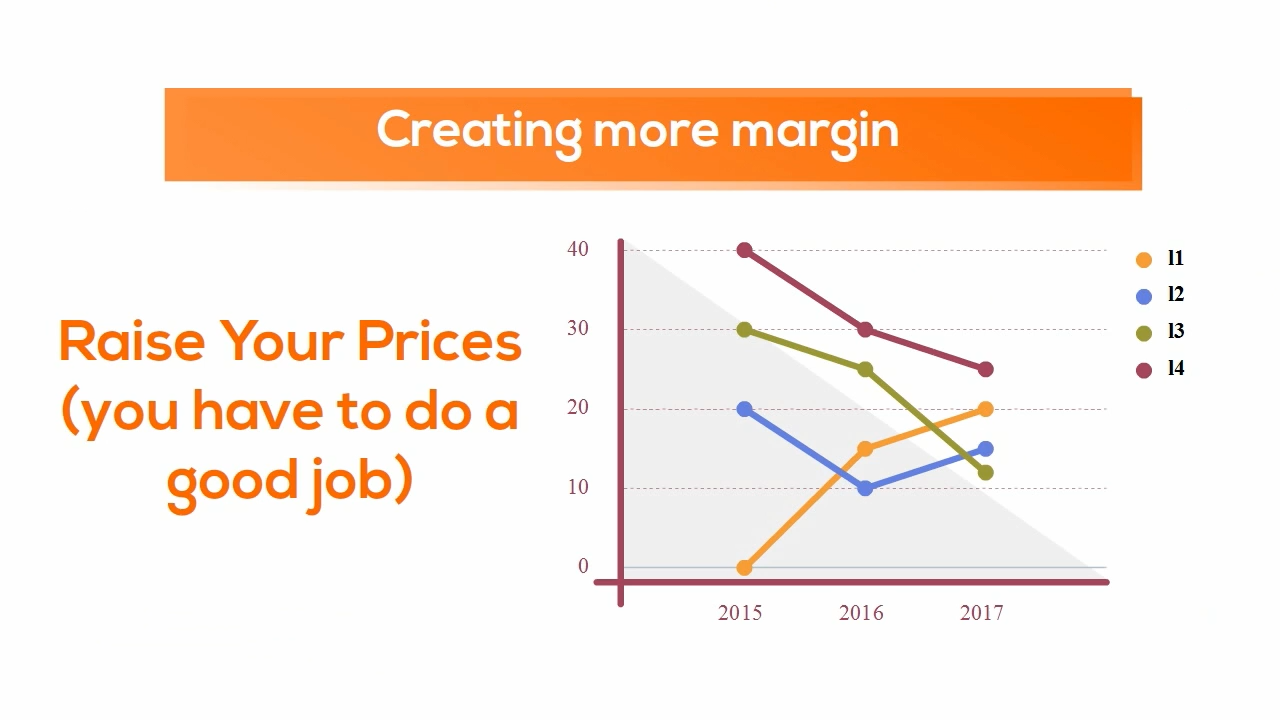 Creating more margin
Raise Your Prices
(you have to do a
good job)
40
30
20
10
0
2015 2016 2017
l1
l2
l3
l4